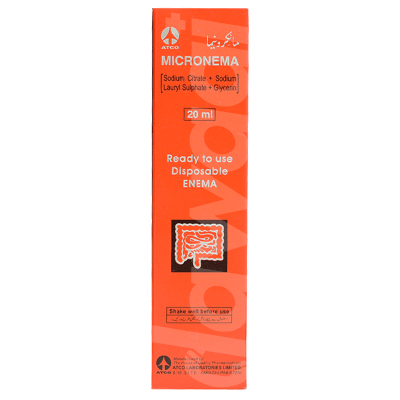 ATCO
مائکرونیما
MICRONEMA
[Sodium Citrate + Sodium
Lauryl Sulphate + Glycerin]
20 ml
Ready to use
Disposable
ENEMA
Shake well before use
ATCO LABORATORIES LIMITED
ATCO